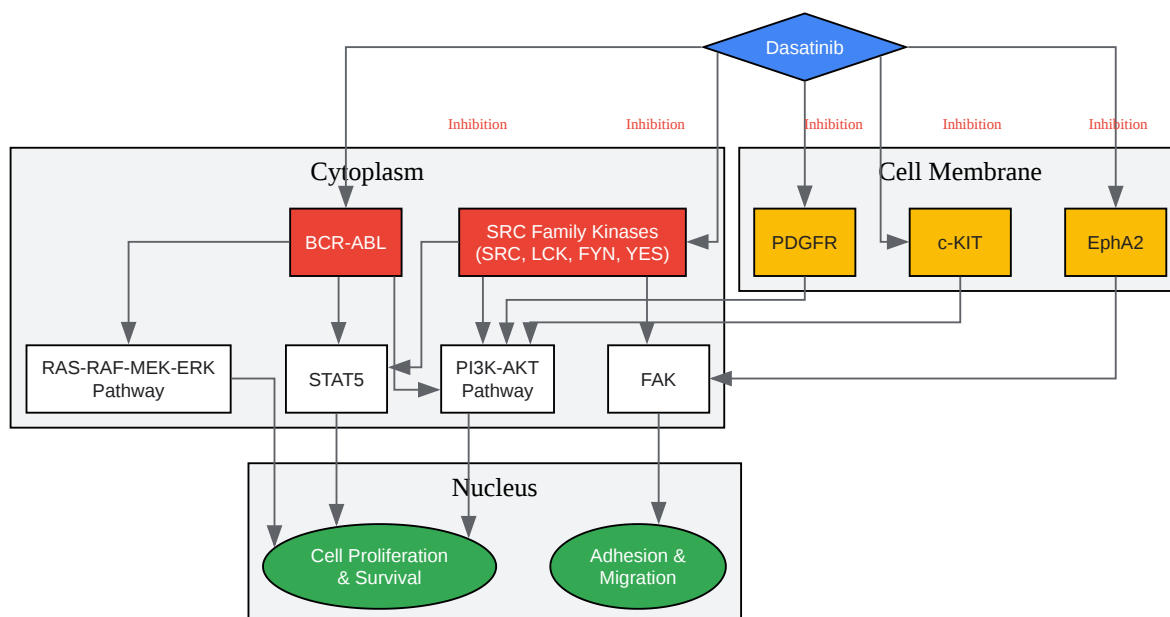 Dasatinib
Inhibition
Inhibition
Inhibition
Inhibition
Inhibition
Cytoplasm
Cell Membrane
BCR-ABL
SRC Family Kinases
(SRC, LCK, FYN, YES)
PDGFR
c-KIT
EphA2
RAS-RAF-MEK-ERK
Pathway
STAT5
PI3K-AKT
Pathway
FAK
Nucleus
Cell Proliferation
& Survival
Adhesion &
Migration